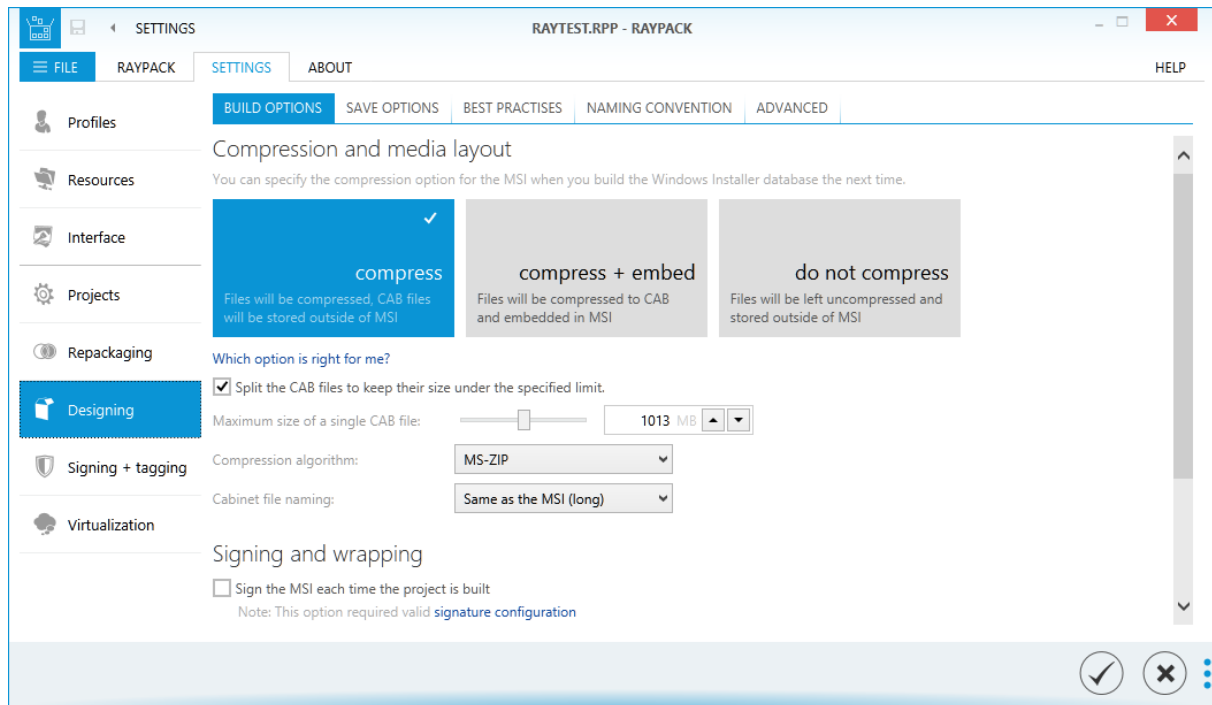 SETTINGS
RAYTEST.RPP - RAYPACK
FILE
RAYPACK
SETTINGS
ABOUT
HELP
Profiles
Resources
Interface
Projects
Repackaging
Designing
Signing + tagging
Virtualization
BUILD OPTIONS
SAVE OPTIONS
BEST PRACTISES
NAMING CONVENTION
ADVANCED
Compression and media layout
You can specify the compression option for the MSI when you build the Windows Installer database the next time.
compress
Files will be compressed, CAB files
will be stored outside of MSI
compress + embed
Files will be compressed to CAB
and embedded in MSI
do not compress
Files will be left uncompressed and
stored outside of MSI
Which option is right for me?
Split the CAB files to keep their size under the specified limit.
Maximum size of a single CAB file:
1013 MB
Compression algorithm:
MS-ZIP
Cabinet file naming:
Same as the MSI (long)
Signing and wrapping
Sign the MSI each time the project is built
Note: This option required valid signature configuration